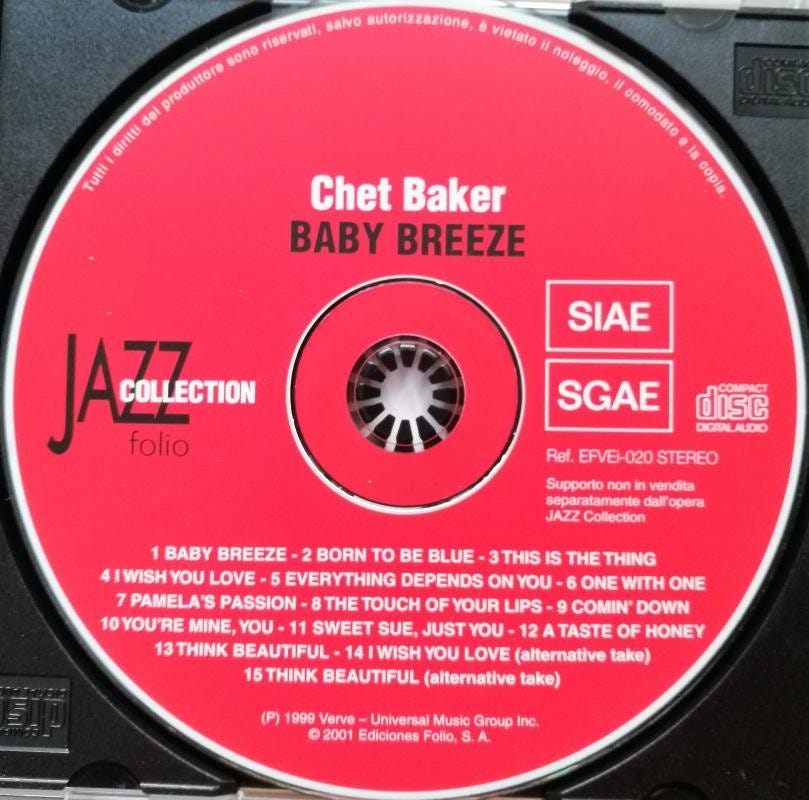 Tutti i diritti del produttore sono riservati, salvo autorizzazione, è vietato il noleggio, il comodato e la copia.
Chet Baker
BABY BREEZE
SIAE
SGAE
JAZZ
COLLECTION
folio
COMPACT
disc
DIGITAL AUDIO
Ref. EFVEi-020 STEREO
Supporto non in vendita
separatamente dall'opera
JAZZ Collection
1 BABY BREEZE - 2 BORN TO BE BLUE - 3 THIS IS THE THING
4 I WISH YOU LOVE - 5 EVERYTHING DEPENDS ON YOU - 6 ONE WITH ONE
7 PAMELA'S PASSION - 8 THE TOUCH OF YOUR LIPS - 9 COMIN' DOWN
10 YOU'RE MINE, YOU - 11 SWEET SUE, JUST YOU - 12 A TASTE OF HONEY
13 THINK BEAUTIFUL - 14 I WISH YOU LOVE (alternative take)
15 THINK BEAUTIFUL (alternative take)
(P) 1999 Verve – Universal Music Group Inc.
© 2001 Ediciones Folio, S. A.